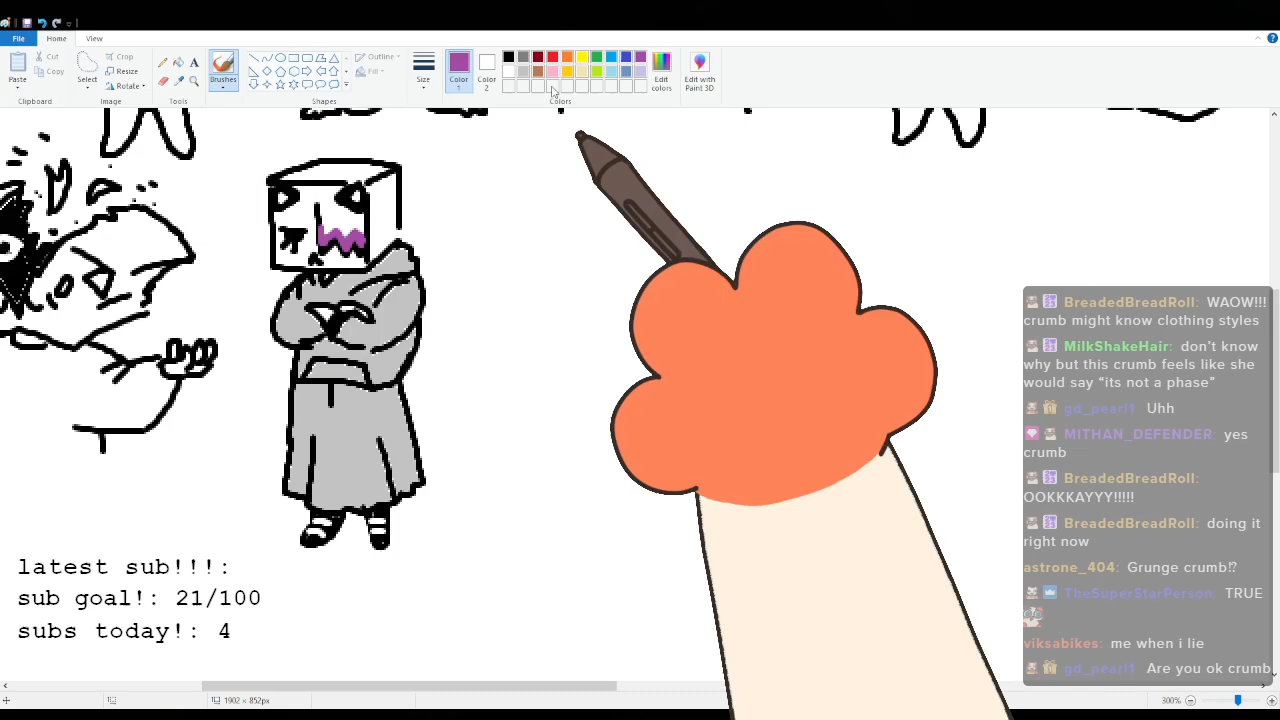 File
Home
View
Paste
Cut
Copy
Clipboard
Select
Crop
Resize
Rotate
Image
A
Tools
Brushes
Shapes
Outline
Fill
Size
Color
1
Color
2
Colors
Edit
colors
Edit with
Paint 3D
latest sub!!!:
sub goal!: 21/100
subs today!: 4
BreadedBreadRoll: WAOW!!!
crumb might know clothing styles
MilkShakeHair: don't know
why but this crumb feels like she
would say "its not a phase"
gd_pearl1 Uhh
MITHAN_DEFENDER: yes
crumb
BreadedBreadRoll:
OOKKKAYYY!!!!!
BreadedBreadRoll: doing it
right now
astrone_404: Grunge crumb!?
TheSuperStarPerson: TRUE
viksabikes: me when i lie
gd_pearl1 Are you ok crumb
1902 × 852px
300%